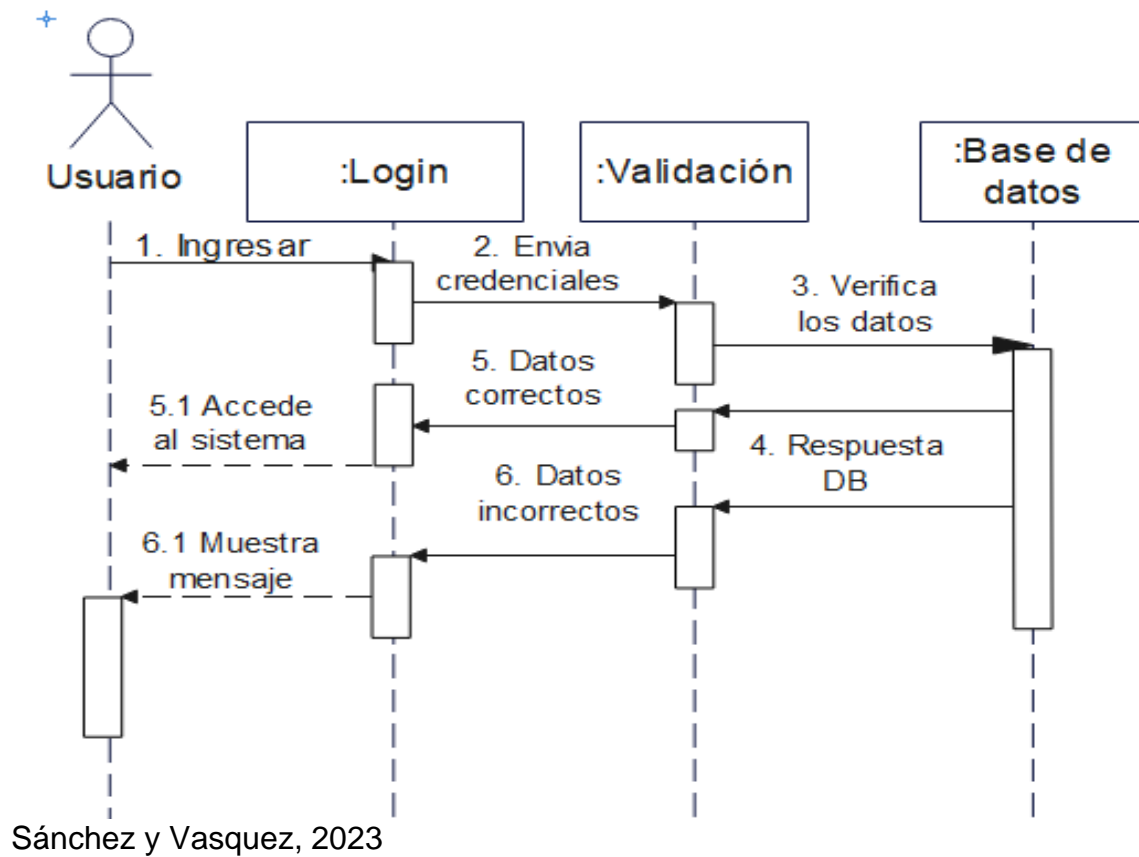 Usuario
:Login
:Validación
:Base de
datos
1. Ingresar
2. Envia
credenciales
3. Verifica
los datos
5. Datos
correctos
5.1 Accede
al sistema
4. Respuesta
DB
6. Datos
incorrectos
6.1 Muestra
mensaje
Sánchez y Vasquez, 2023